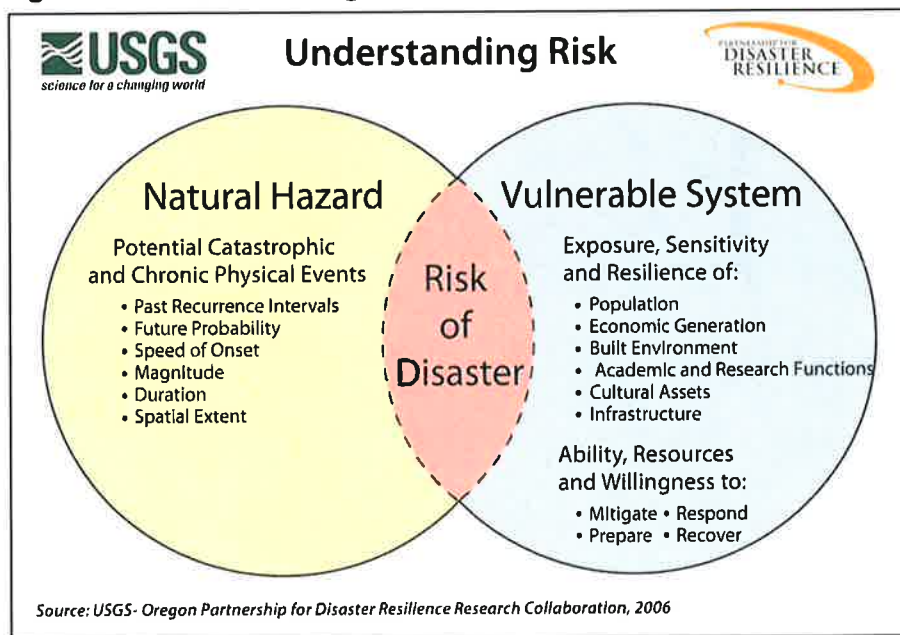 USGS
science for a changing world
Understanding Risk
PARTNERSHIP FOR
DISASTER
RESILIENCE
Natural Hazard
Potential Catastrophic
and Chronic Physical Events
• Past Recurrence Intervals
• Future Probability
• Speed of Onset
• Magnitude
• Duration
• Spatial Extent
Risk
of
Disaster
Vulnerable System
Exposure, Sensitivity
and Resilience of:
• Population
• Economic Generation
• Built Environment
• Academic and Research Functions
• Cultural Assets
• Infrastructure
Ability, Resources
and Willingness to:
• Mitigate • Respond
• Prepare • Recover
Source: USGS- Oregon Partnership for Disaster Resilience Research Collaboration, 2006